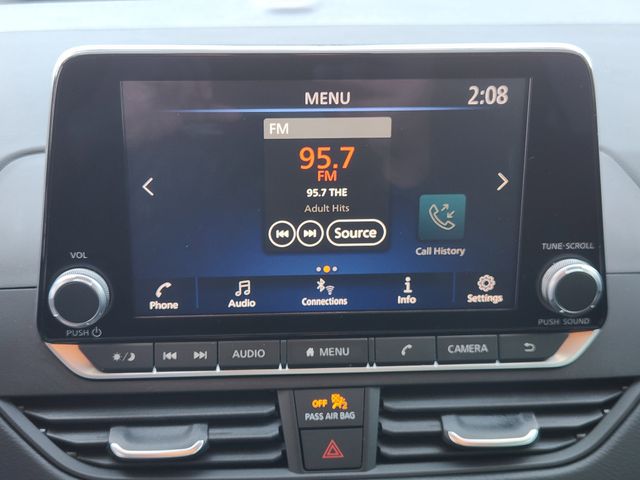 MENU 2:08
FM
95.7
FM
95.7 THE
Adult Hits
Source
Call History
Phone Audio Connections Info Settings
VOL
PUSH
TUNE·SCROLL
PUSH SOUND
AUDIO MENU CAMERA
OFF 2
PASS AIR BAG